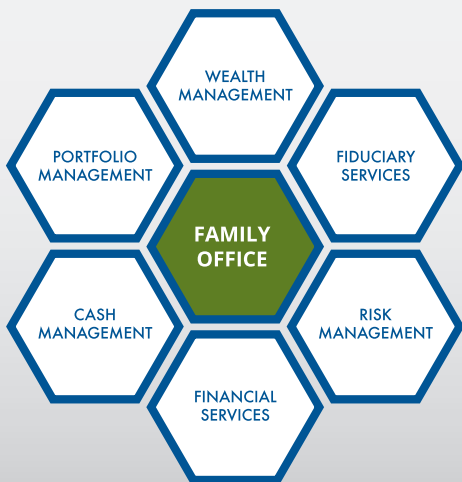 WEALTH
MANAGEMENT
PORTFOLIO
MANAGEMENT
FIDUCIARY
SERVICES
FAMILY
OFFICE
CASH
MANAGEMENT
RISK
MANAGEMENT
FINANCIAL
SERVICES